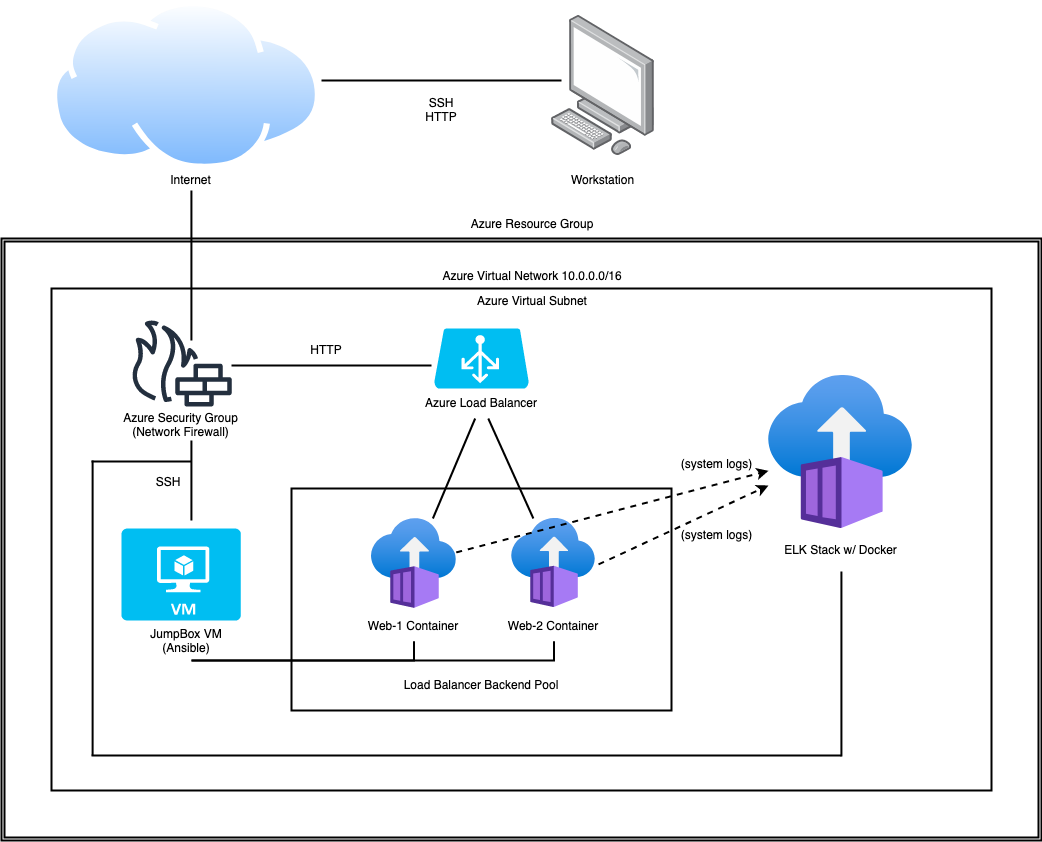 SSH
HTTP
Internet
Workstation
Azure Resource Group
Azure Virtual Network 10.0.0.0/16
Azure Virtual Subnet
HTTP
Azure Load Balancer
Azure Security Group
(Network Firewall)
(system logs)
SSH
(system logs)
ELK Stack w/ Docker
VM
Web-1 Container
Web-2 Container
JumpBox VM
(Ansible)
Load Balancer Backend Pool